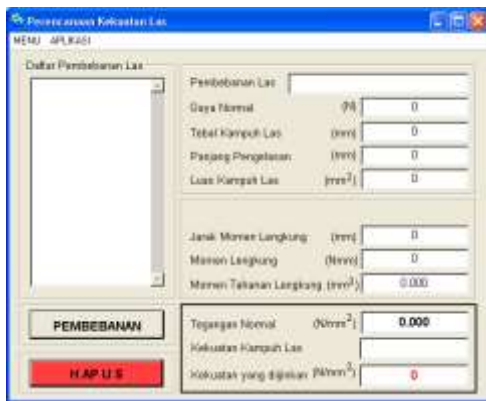 Perencanaan Kekuatan Las
MENU APLIKASI
Daftar Pembebanan Las
Pembebanan Las
Gaya Normal (N) 0
Tebal Kampuh Las (mm) 0
Panjang Pengelasan (mm) 0
Luas Kampuh Las (mm²) 0
Jarak Momen Lengkung (mm) 0
Momen Lengkung (Nmm) 0
Momen Tahanan Lengkung (mm³) 0.000
PEMBEBANAN
Tegangan Normal (N/mm²) 0.000
Kekuatan Kampuh Las
HAPUS
Kekuatan yang diijinkan (N/mm²) 0